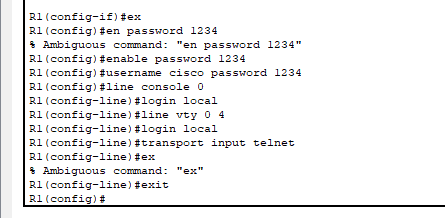 R1(config-if)#ex
R1(config)#en password 1234
% Ambiguous command: "en password 1234"
R1(config)#enable password 1234
R1(config)#username cisco password 1234
R1(config)#line console 0
R1(config-line)#login local
R1(config-line)#line vty 0 4
R1(config-line)#login local
R1(config-line)#transport input telnet
R1(config-line)#ex
% Ambiguous command: "ex"
R1(config-line)#exit
R1(config)#